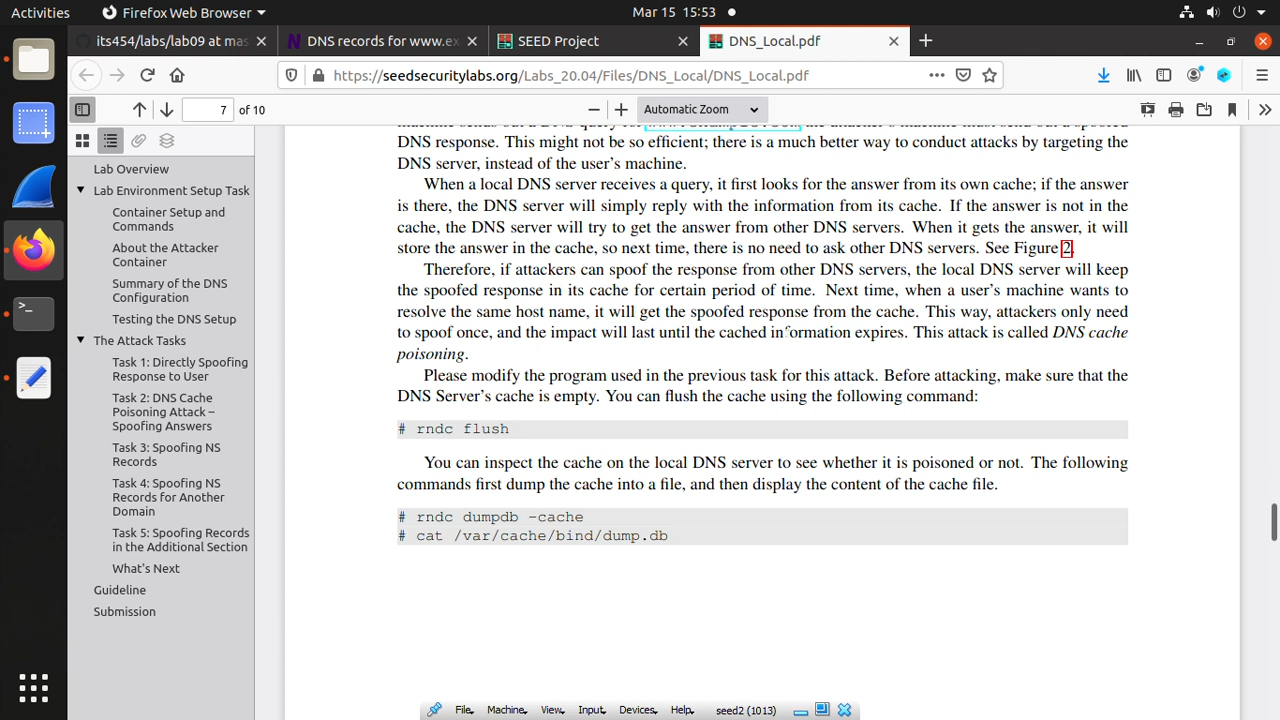 Activities
Firefox Web Browser
Mar 15 15:53
its454/labs/lab09 at mas
DNS records for www.ex
SEED Project
DNS_Local.pdf
https://seedsecuritylabs.org/Labs_20.04/Files/DNS_Local/DNS_Local.pdf
7
of 10
Automatic Zoom
Lab Overview
Lab Environment Setup Task
Container Setup and
Commands
About the Attacker
Container
Summary of the DNS
Configuration
Testing the DNS Setup
The Attack Tasks
Task 1: Directly Spoofing
Response to User
Task 2: DNS Cache
Poisoning Attack –
Spoofing Answers
Task 3: Spoofing NS
Records
Task 4: Spoofing NS
Records for Another
Domain
Task 5: Spoofing Records
in the Additional Section
What's Next
Guideline
Submission
DNS response. This might not be so efficient; there is a much better way to conduct attacks by targeting the
DNS server, instead of the user's machine.
When a local DNS server receives a query, it first looks for the answer from its own cache; if the answer
is there, the DNS server will simply reply with the information from its cache. If the answer is not in the
cache, the DNS server will try to get the answer from other DNS servers. When it gets the answer, it will
store the answer in the cache, so next time, there is no need to ask other DNS servers. See Figure 2.
Therefore, if attackers can spoof the response from other DNS servers, the local DNS server will keep
the spoofed response in its cache for certain period of time. Next time, when a user's machine wants to
resolve the same host name, it will get the spoofed response from the cache. This way, attackers only need
to spoof once, and the impact will last until the cached information expires. This attack is called DNS cache
poisoning.
Please modify the program used in the previous task for this attack. Before attacking, make sure that the
DNS Server's cache is empty. You can flush the cache using the following command:
# rndc flush
You can inspect the cache on the local DNS server to see whether it is poisoned or not. The following
commands first dump the cache into a file, and then display the content of the cache file.
# rndc dumpdb -cache
# cat /var/cache/bind/dump.db
File Machine View Input Devices Help seed2 (1013)